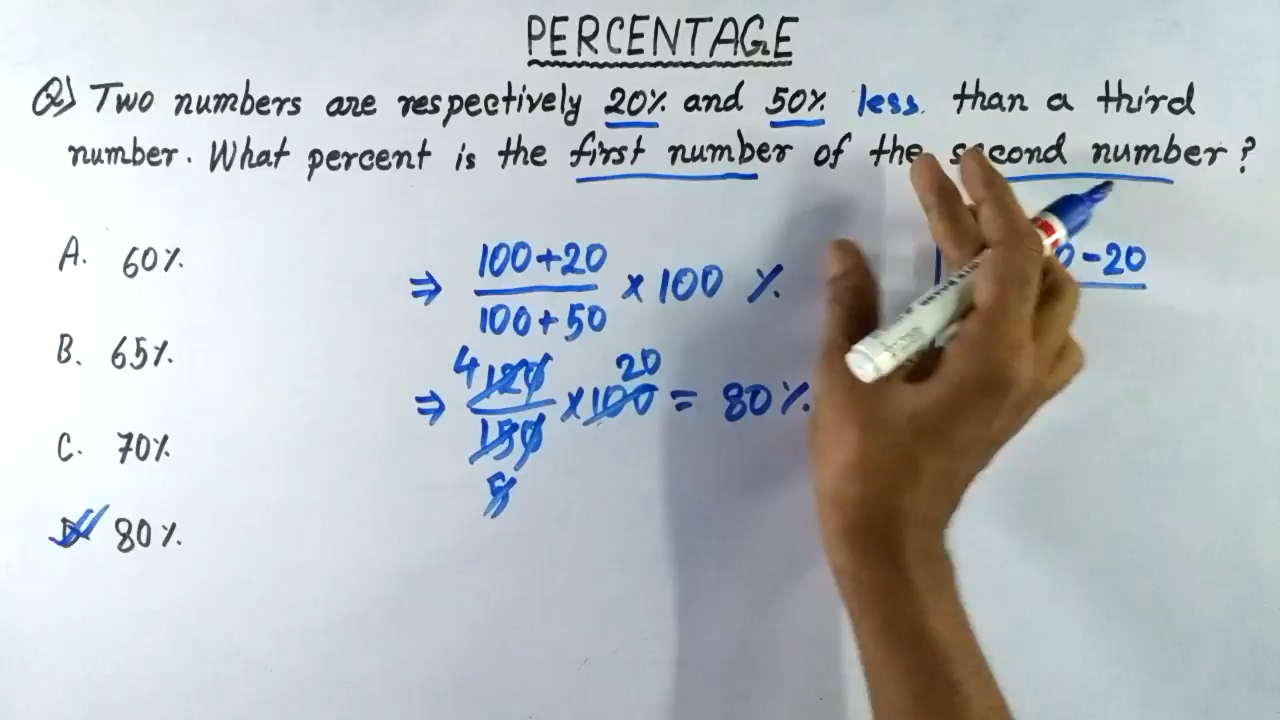 PERCENTAGE
Q) Two numbers are respectively 20% and 50% less than a third
number. What percent is the first number of the second number?
A. 60%.
B. 65%.
C. 70%.
D 80%.
⇒ 100+20 / 100+50 × 100 %
⇒ 4 120 / 150 × 100 20 = 80%.
5
-20